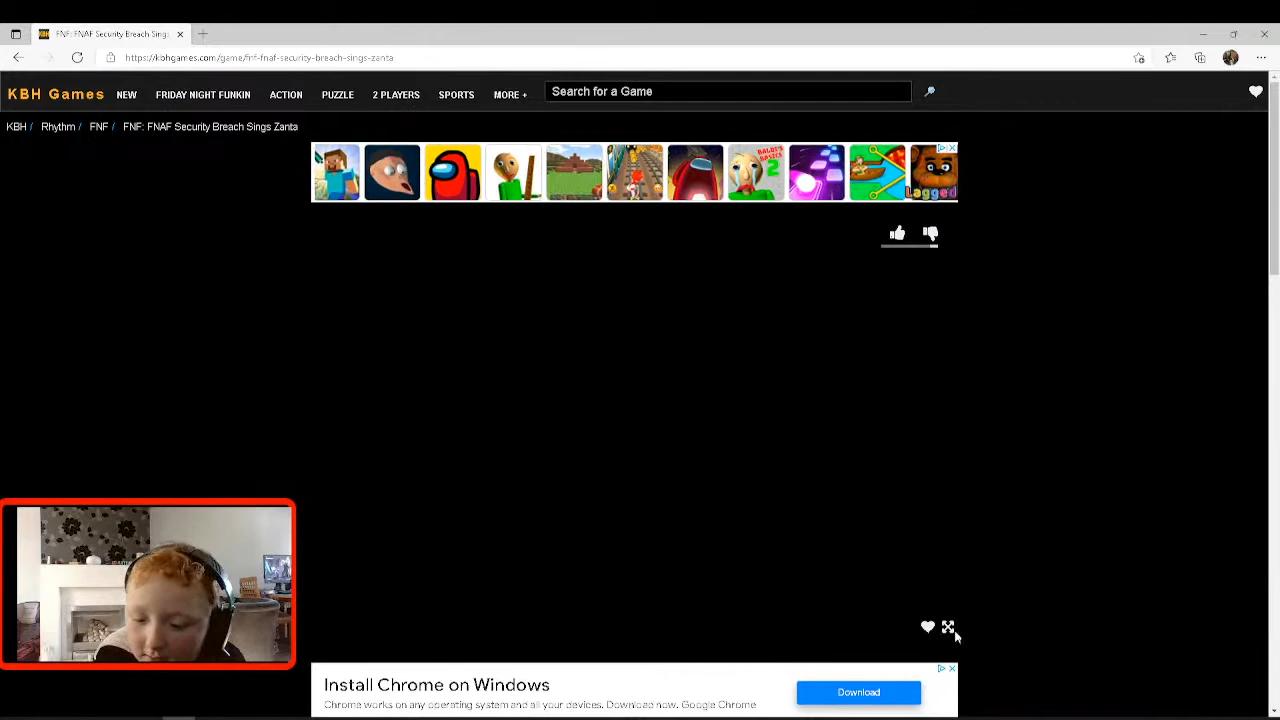 FNF: FNAF Security Breach Sings
https://kbhgames.com/game/fnf-fnaf-security-breach-sings-zanta
KBH Games NEW FRIDAY NIGHT FUNKIN ACTION PUZZLE 2 PLAYERS SPORTS MORE + Search for a Game
KBH / Rhythm / FNF / FNF: FNAF Security Breach Sings Zanta
BALDI'S BASICS 2
Lagged
Install Chrome on Windows
Chrome works on any operating system and all your devices. Download now. Google Chrome
Download